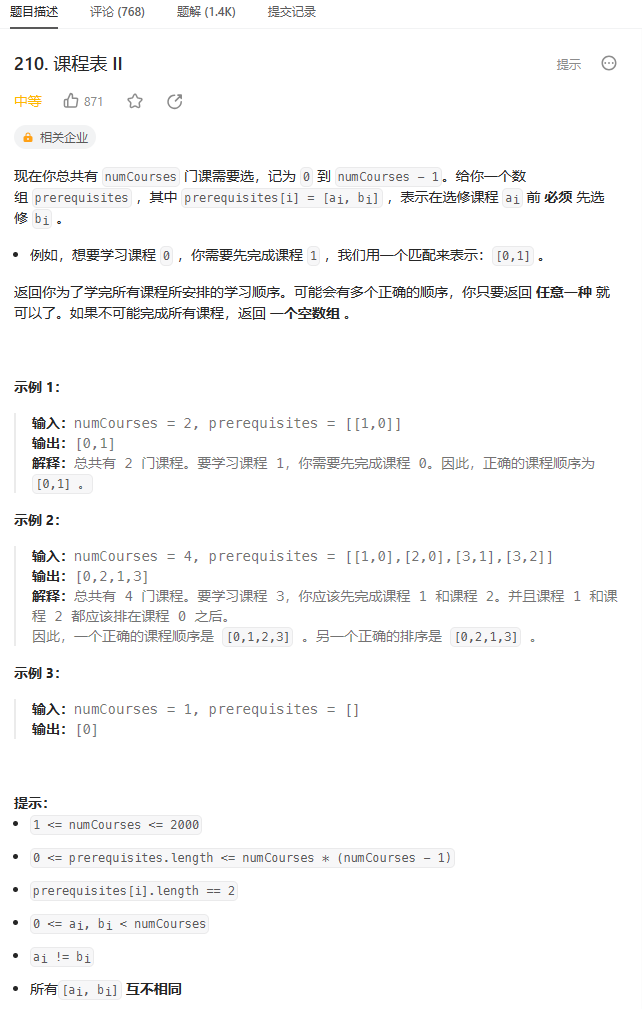 题目描述 评论 (768) 题解 (1.4K) 提交记录
210. 课程表 II 提示
中等 871
相关企业
现在你总共有 numCourses 门课需要选，记为 0 到 numCourses - 1。给你一个数
组 prerequisites ，其中 prerequisites[i] = [ai, bi] ，表示在选修课程 ai 前 必须 先选
修 bi 。
• 例如，想要学习课程 0 ，你需要先完成课程 1 ，我们用一个匹配来表示：[0,1] 。
返回你为了学完所有课程所安排的学习顺序。可能会有多个正确的顺序，你只要返回 任意一种 就
可以了。如果不可能完成所有课程，返回 一个空数组 。
示例 1：
输入：numCourses = 2, prerequisites = [[1,0]]
输出：[0,1]
解释：总共有 2 门课程。要学习课程 1，你需要先完成课程 0。因此，正确的课程顺序为
[0,1] 。
示例 2：
输入：numCourses = 4, prerequisites = [[1,0],[2,0],[3,1],[3,2]]
输出：[0,2,1,3]
解释：总共有 4 门课程。要学习课程 3，你应该先完成课程 1 和课程 2。并且课程 1 和课
程 2 都应该排在课程 0 之后。
因此，一个正确的课程顺序是 [0,1,2,3] 。另一个正确的排序是 [0,2,1,3] 。
示例 3：
输入：numCourses = 1, prerequisites = []
输出：[0]
提示：
• 1 <= numCourses <= 2000
• 0 <= prerequisites.length <= numCourses * (numCourses - 1)
• prerequisites[i].length == 2
• 0 <= ai, bi < numCourses
• ai != bi
• 所有[ai, bi] 互不相同